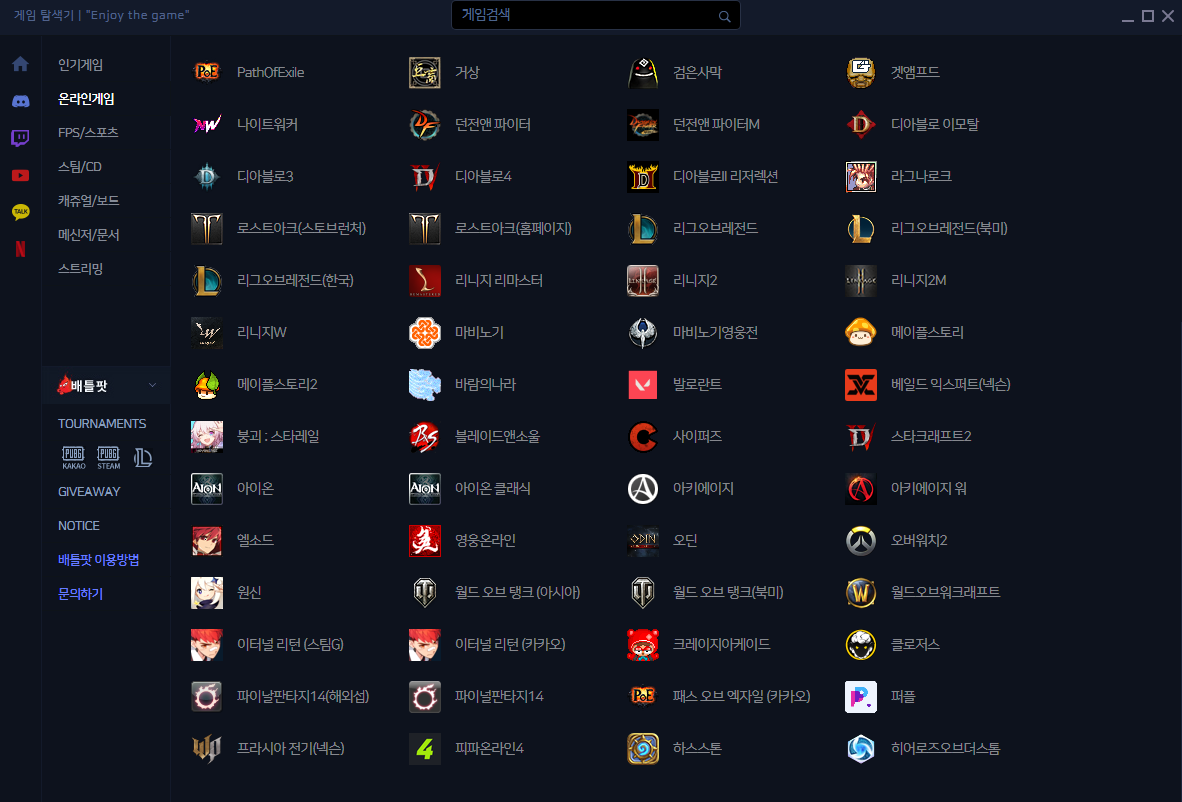 게임 탐색기 | "Enjoy the game"
게임검색
인기게임
온라인게임
FPS/스포츠
스팀/CD
캐쥬얼/보드
메신저/문서
스트리밍
TALK
배틀팟
TOURNAMENTS
PUBG KAKAO
PUBG STEAM
GIVEAWAY
NOTICE
배틀팟 이용방법
문의하기
PathOfExile
거상
검은사막
겟앰프드
나이트워커
던전앤 파이터
던전앤 파이터M
디아블로 이모탈
디아블로3
디아블로4
디아블로II 리저렉션
라그나로크
로스트아크(스토브런처)
로스트아크(홈페이지)
리그오브레전드
리그오브레전드(북미)
리그오브레전드(한국)
리니지 리마스터
리니지2
리니지2M
리니지W
마비노기
마비노기영웅전
메이플스토리
메이플스토리2
바람의나라
발로란트
베일드 엑스퍼트(넥슨)
붕괴 : 스타레일
블레이드앤소울
사이퍼즈
스타크래프트2
아이온
아이온 클래식
아키에이지
아키에이지 워
엘소드
영웅온라인
오딘
오버워치2
원신
월드 오브 탱크 (아시아)
월드 오브 탱크(북미)
월드오브워크래프트
이터널 리턴 (스팀G)
이터널 리턴 (카카오)
크레이지아케이드
클로저스
파이날판타지14(해외섭)
파이널판타지14
패스 오브 엑자일 (카카오)
퍼플
프라시아 전기(넥슨)
피파온라인4
하스스톤
히어로즈오브더스톰